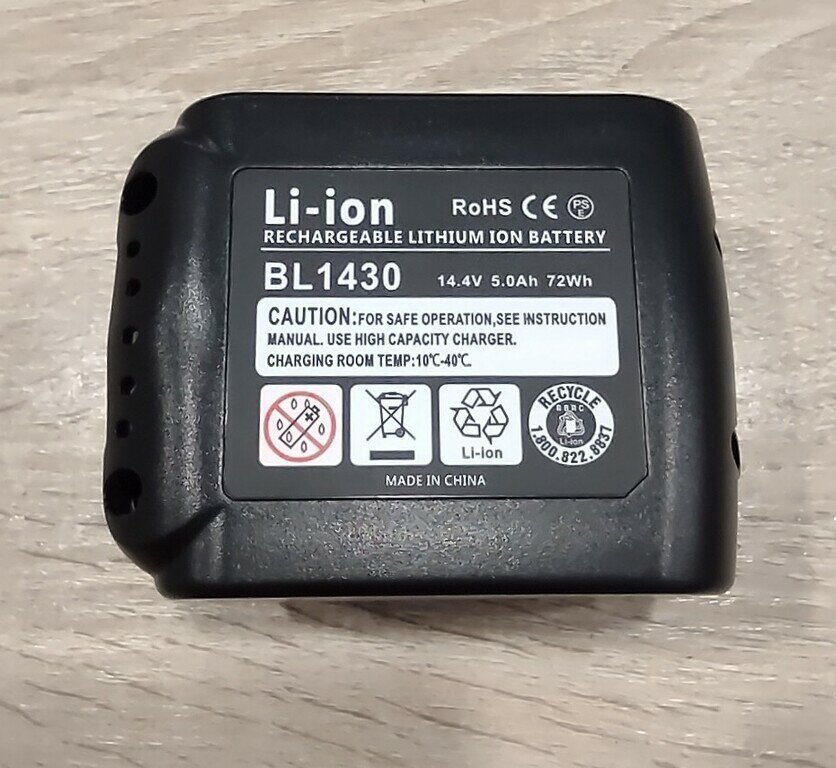 Li-ion RoHS CE PSE
RECHARGEABLE LITHIUM ION BATTERY
BL1430 14.4V 5.0Ah 72Wh
CAUTION:FOR SAFE OPERATION,SEE INSTRUCTION
MANUAL. USE HIGH CAPACITY CHARGER.
CHARGING ROOM TEMP:10℃-40℃.
Li-ion
RECYCLE
RBRC
Li-ion
1.800.822.8837
MADE IN CHINA